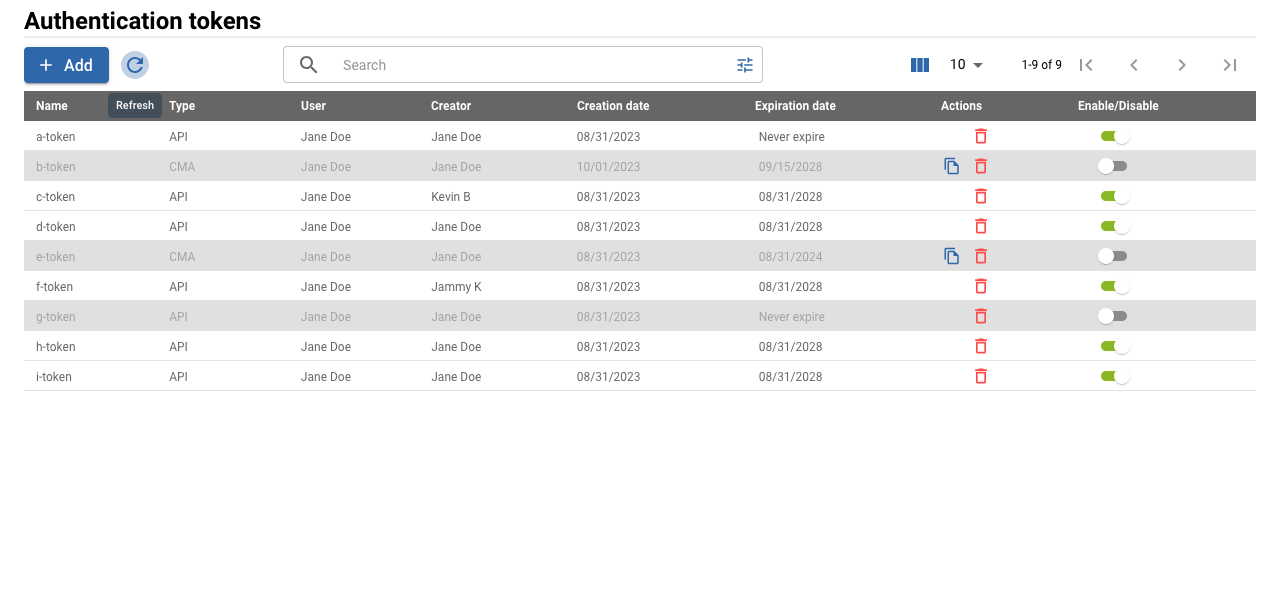 Authentication tokens
Add
Search
10
1-9 of 9
Refresh
Name Type User Creator Creation date Expiration date Actions Enable/Disable
a-token API Jane Doe Jane Doe 08/31/2023 Never expire
b-token CMA Jane Doe Jane Doe 10/01/2023 09/15/2028
c-token API Jane Doe Kevin B 08/31/2023 08/31/2028
d-token API Jane Doe Jane Doe 08/31/2023 08/31/2028
e-token CMA Jane Doe Jane Doe 08/31/2023 08/31/2024
f-token API Jane Doe Jammy K 08/31/2023 08/31/2028
g-token API Jane Doe Jane Doe 08/31/2023 Never expire
h-token API Jane Doe Jane Doe 08/31/2023 08/31/2028
i-token API Jane Doe Jane Doe 08/31/2023 08/31/2028